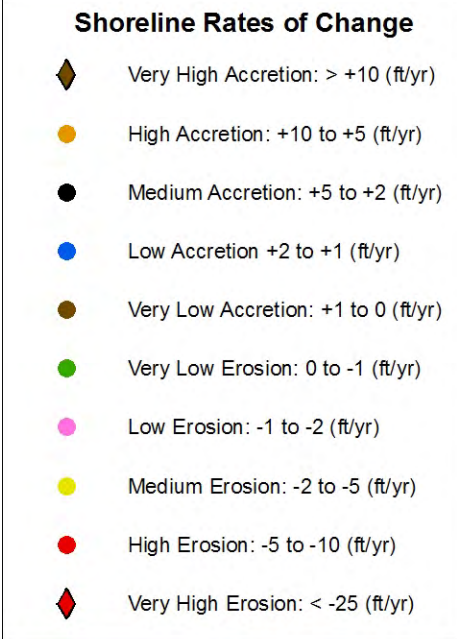 Shoreline Rates of Change
Very High Accretion: > +10 (ft/yr)
High Accretion: +10 to +5 (ft/yr)
Medium Accretion: +5 to +2 (ft/yr)
Low Accretion +2 to +1 (ft/yr)
Very Low Accretion: +1 to 0 (ft/yr)
Very Low Erosion: 0 to -1 (ft/yr)
Low Erosion: -1 to -2 (ft/yr)
Medium Erosion: -2 to -5 (ft/yr)
High Erosion: -5 to -10 (ft/yr)
Very High Erosion: < -25 (ft/yr)